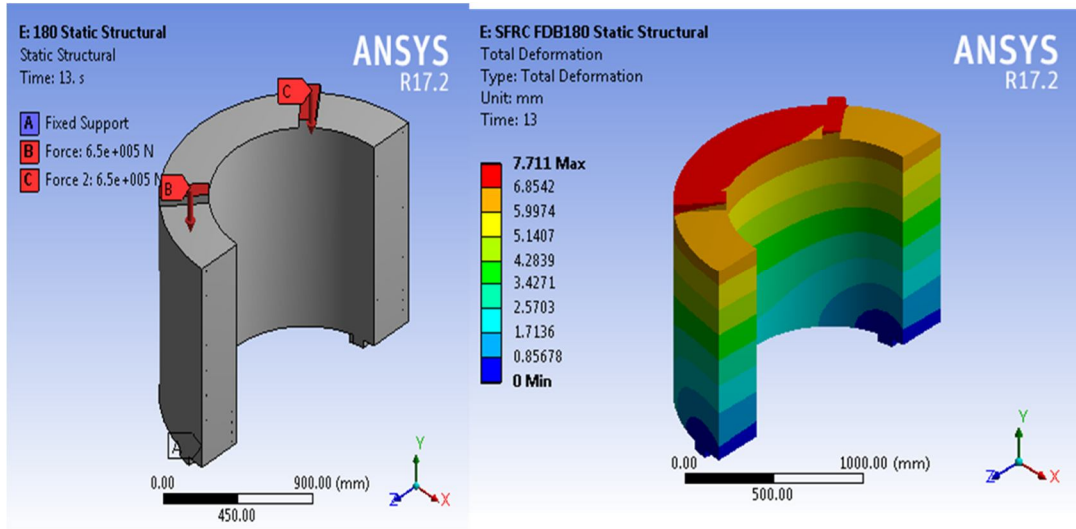 E: 180 Static Structural
Static Structural
Time: 13. s
A Fixed Support
B Force: 6.5e+005 N
C Force 2: 6.5e+005 N
ANSYS
R17.2
C
B
A
0.00 900.00 (mm)
450.00
Y
Z X
E: SFRC FDB180 Static Structural
Total Deformation
Type: Total Deformation
Unit: mm
Time: 13
ANSYS
R17.2
7.711 Max
6.8542
5.9974
5.1407
4.2839
3.4271
2.5703
1.7136
0.85678
0 Min
0.00 1000.00 (mm)
500.00
Y
Z X